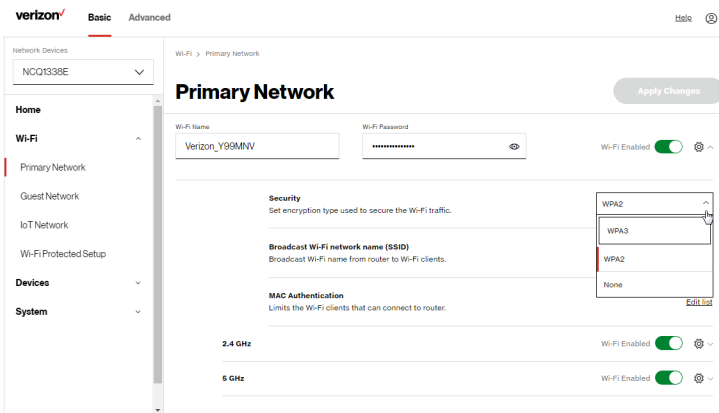 verizon Basic Advanced Help
Network Devices
NCQ1338E
Home
Wi-Fi
Primary Network
Guest Network
IoT Network
Wi-Fi Protected Setup
Devices
System
Wi-Fi > Primary Network
Primary Network Apply Changes
Wi-Fi Name Wi-Fi Password
Verizon_Y99MNV ••••••••••••••• Wi-Fi Enabled
Security
Set encryption type used to secure the Wi-Fi traffic.
WPA2
WPA3
WPA2
None
Broadcast Wi-Fi network name (SSID)
Broadcast Wi-Fi name from router to Wi-Fi clients.
MAC Authentication
Limits the Wi-Fi clients that can connect to router.
Edit list
2.4 GHz Wi-Fi Enabled
5 GHz Wi-Fi Enabled